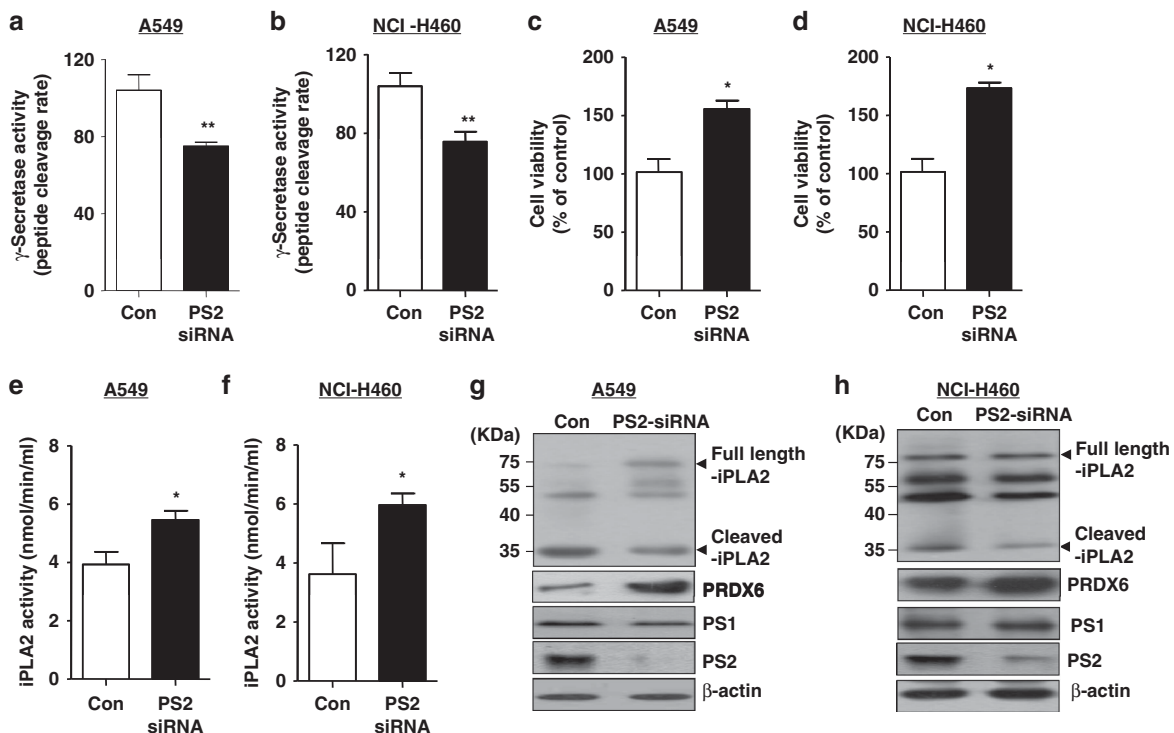 a
A549
γ-Secretase activity
(peptide cleavage rate)
120
80
40
0
**
Con
PS2
siRNA
b
NCI -H460
γ-Secretase activity
(peptide cleavage rate)
120
80
40
0
**
Con
PS2
siRNA
c
A549
Cell viability
(% of control)
200
150
100
50
0
*
Con
PS2
siRNA
d
NCI-H460
Cell viability
(% of control)
200
150
100
50
0
*
Con
PS2
siRNA
e
A549
iPLA2 activity (nmol/min/ml)
8
6
4
2
0
*
Con
PS2
siRNA
f
NCI-H460
iPLA2 activity (nmol/min/ml)
8
6
4
2
0
*
Con
PS2
siRNA
g
A549
Con PS2-siRNA
(KDa)
75
55
40
35
Full length
-iPLA2
Cleaved
-iPLA2
PRDX6
PS1
PS2
β-actin
h
NCI-H460
Con PS2-siRNA
(KDa)
75
55
40
35
Full length
-iPLA2
Cleaved
-iPLA2
PRDX6
PS1
PS2
β-actin